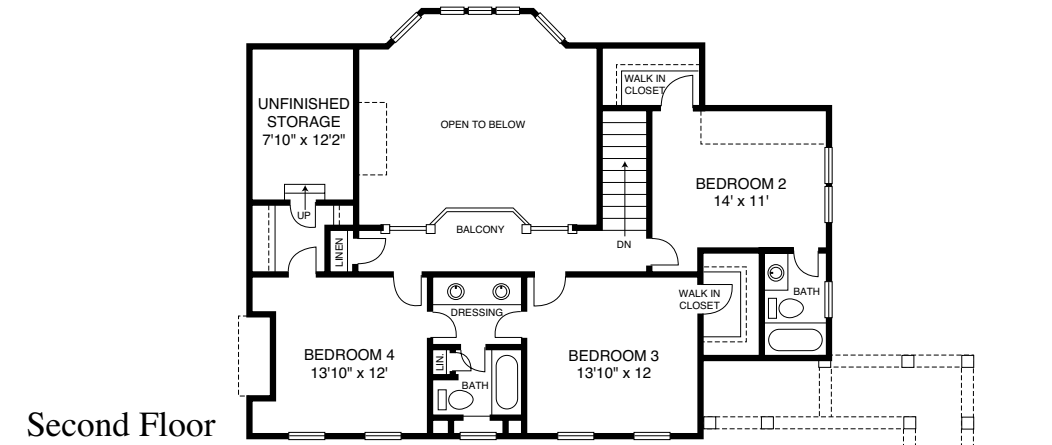 WALK IN
CLOSET
UNFINISHED
STORAGE
7'10" x 12'2"
OPEN TO BELOW
BEDROOM 2
14' x 11'
UP
BALCONY
LINEN
DN
WALK IN
CLOSET
BATH
DRESSING
BEDROOM 4
13'10" x 12'
LIN.
BATH
BEDROOM 3
13'10" x 12
Second Floor